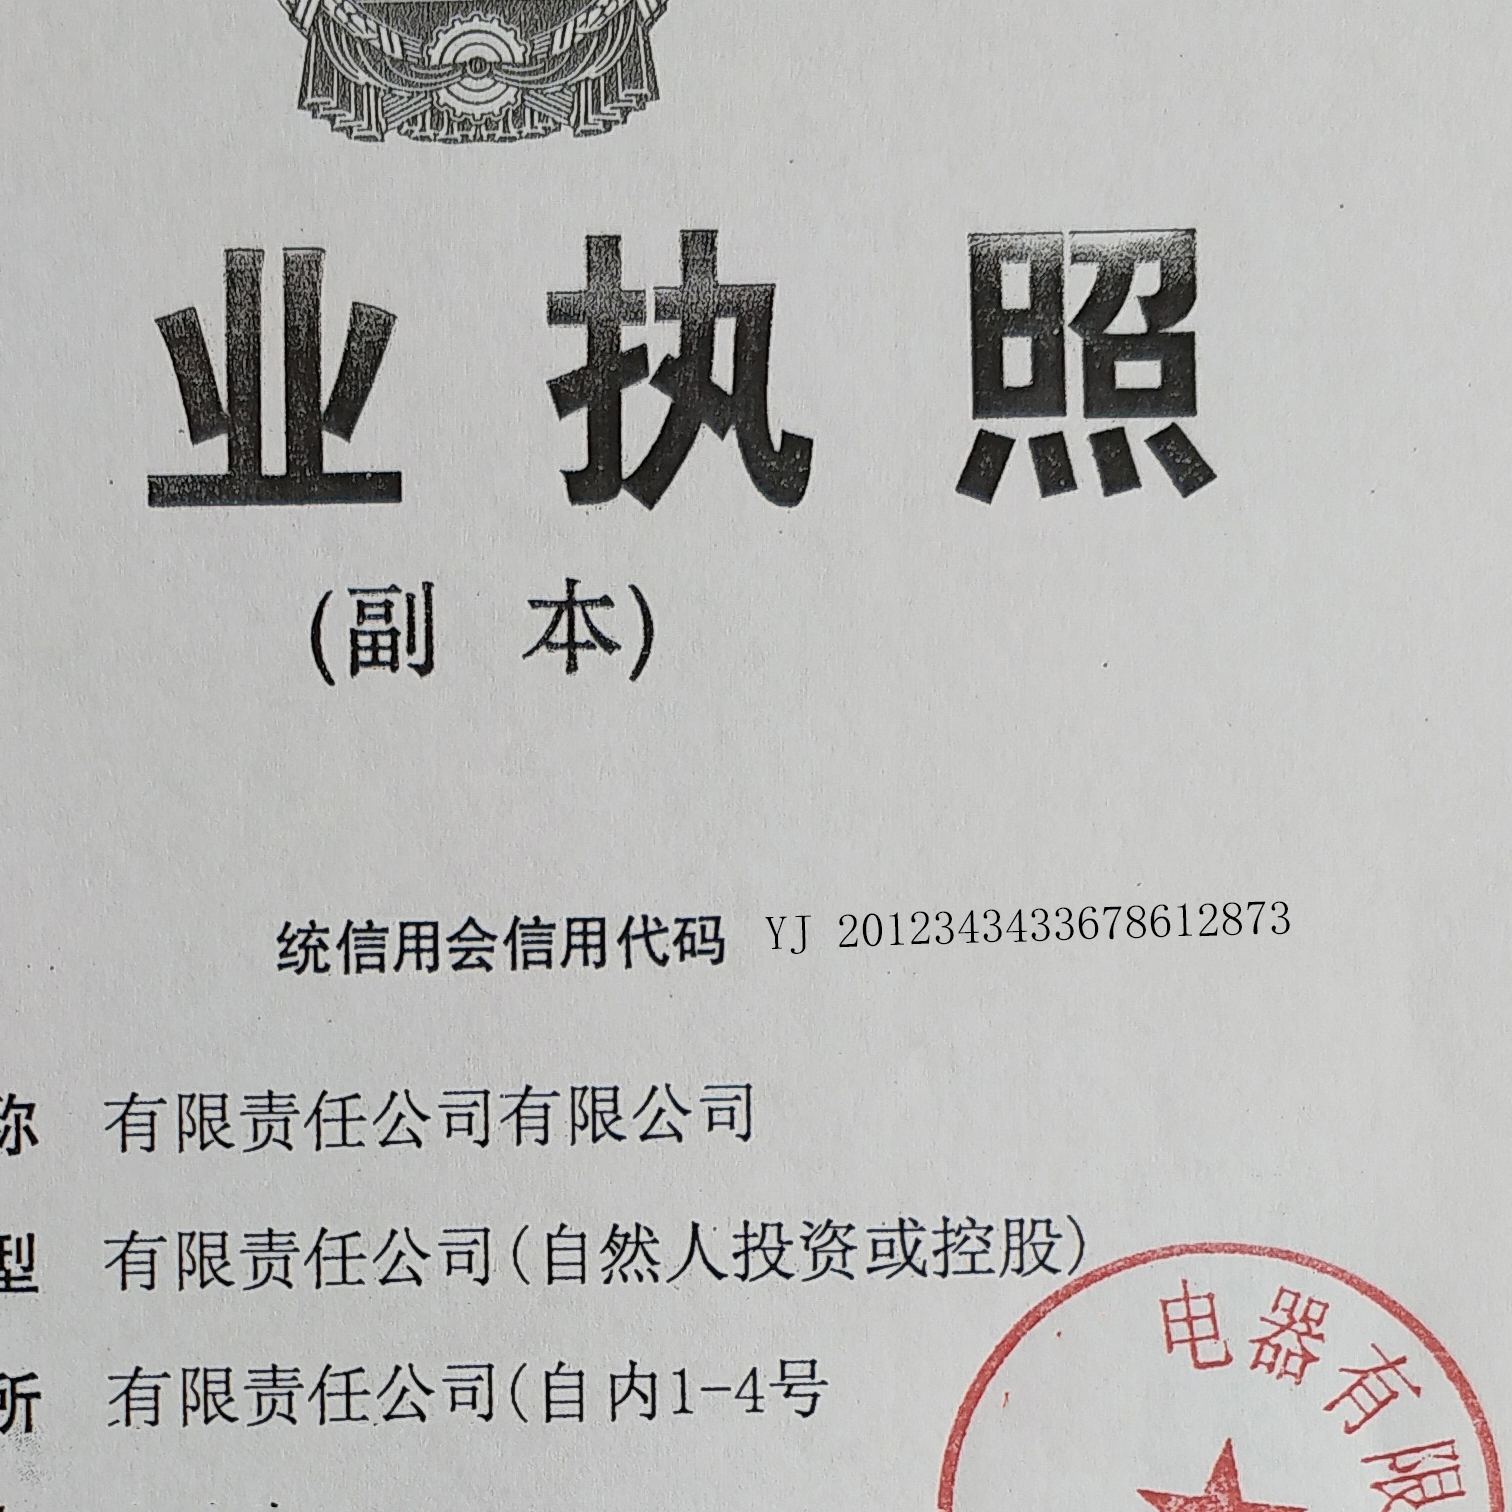 业执照
(副 本)
统信用会信用代码 YJ 2012343433678612873
称 有限责任公司有限公司
型 有限责任公司(自然人投资或控股)
所 有限责任公司(自内1-4号
电器有限